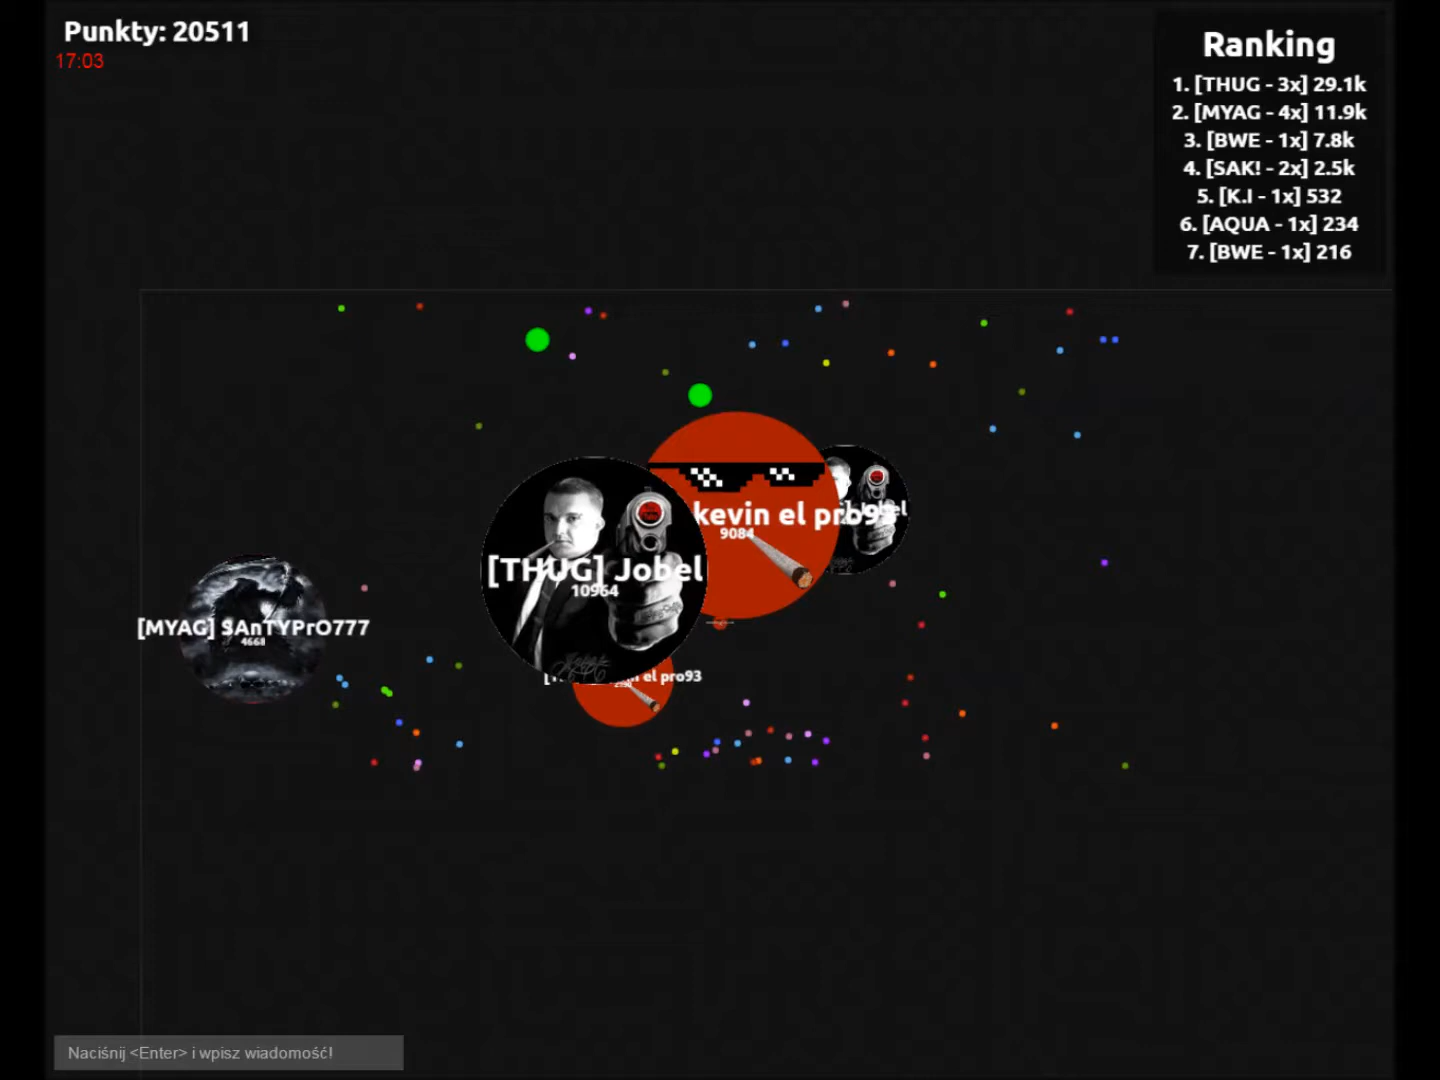 Punkty: 20511
17:03
Ranking
1. [THUG - 3x] 29.1k
2. [MYAG - 4x] 11.9k
3. [BWE - 1x] 7.8k
4. [SAK! - 2x] 2.5k
5. [K.I - 1x] 532
6. [AQUA - 1x] 234
7. [BWE - 1x] 216
kevin el pro93
9084
[THUG] Jobel
10964
[MYAG] SAnTYPrO777
4668
el pro93
Naciśnij <Enter> i wpisz wiadomość!